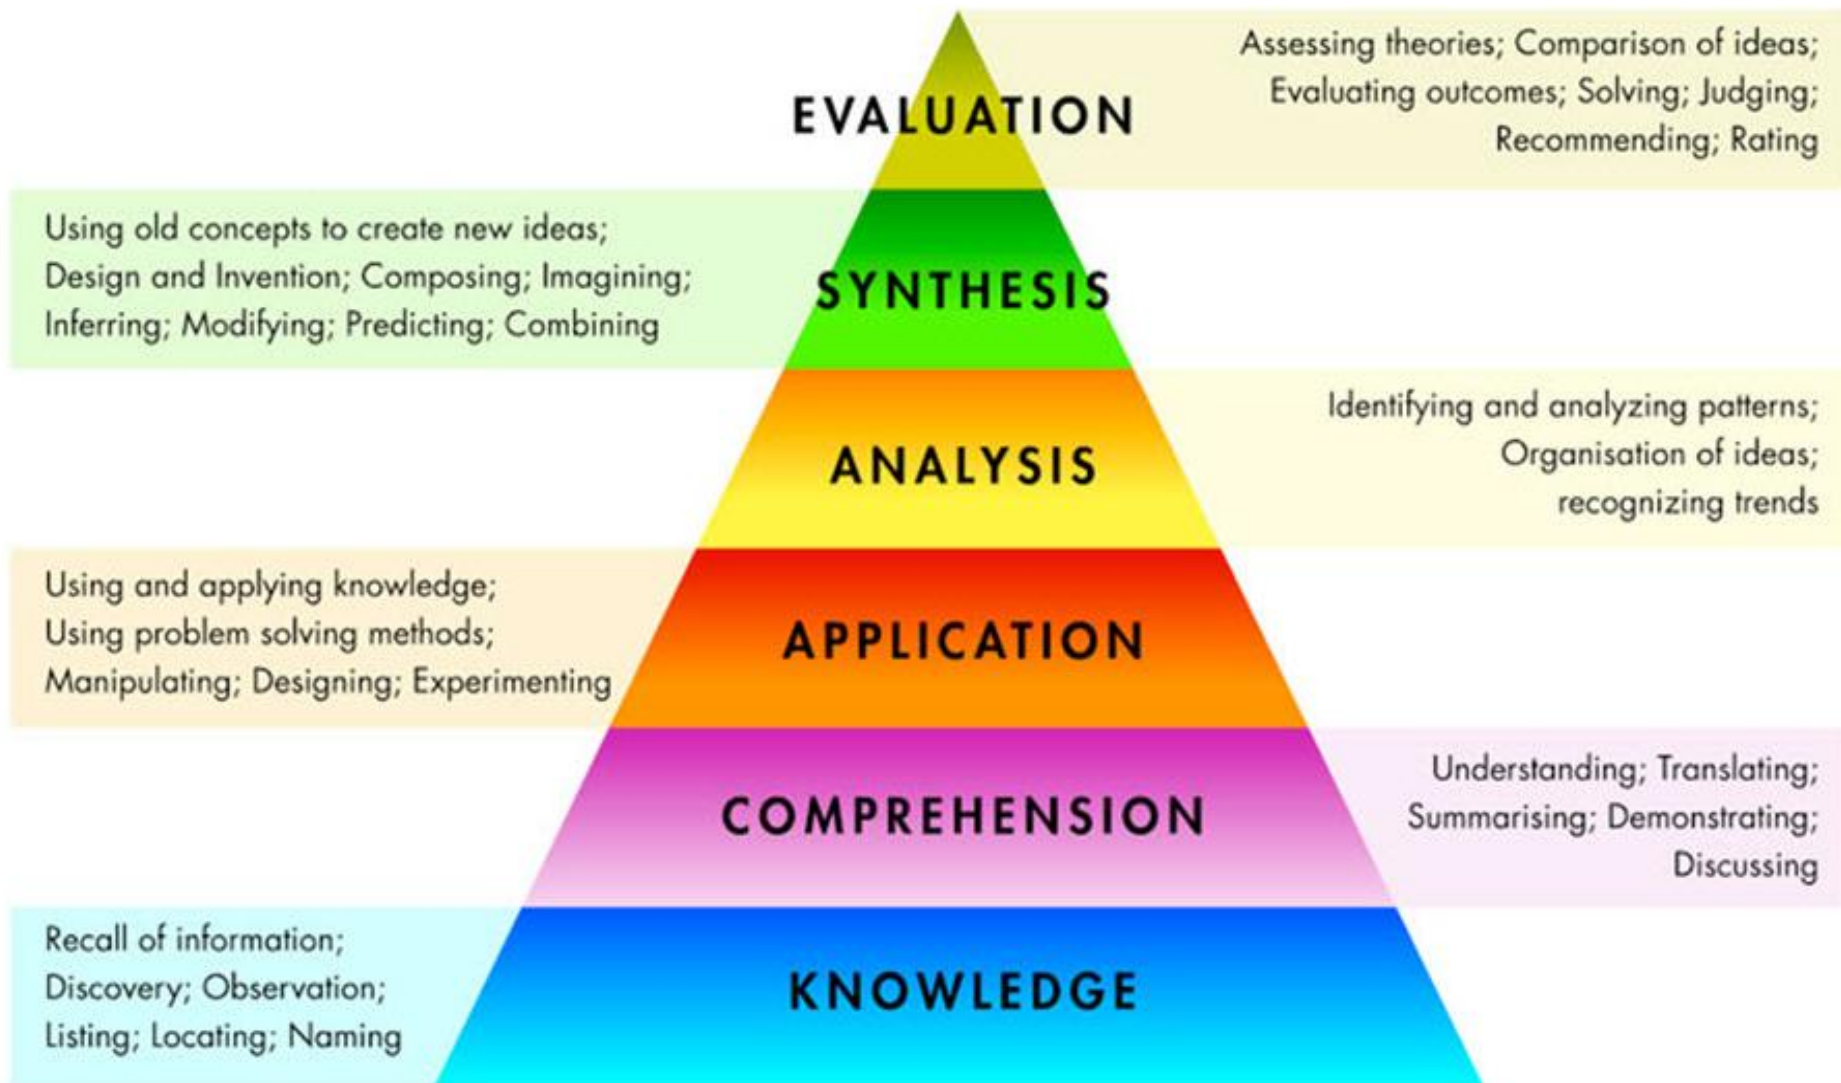 EVALUATION
Assessing theories; Comparison of ideas;
Evaluating outcomes; Solving; Judging;
Recommending; Rating
Using old concepts to create new ideas;
Design and Invention; Composing; Imagining;
Inferring; Modifying; Predicting; Combining
SYNTHESIS
ANALYSIS
Identifying and analyzing patterns;
Organisation of ideas;
recognizing trends
Using and applying knowledge;
Using problem solving methods;
Manipulating; Designing; Experimenting
APPLICATION
COMPREHENSION
Understanding; Translating;
Summarising; Demonstrating;
Discussing
Recall of information;
Discovery; Observation;
Listing; Locating; Naming
KNOWLEDGE